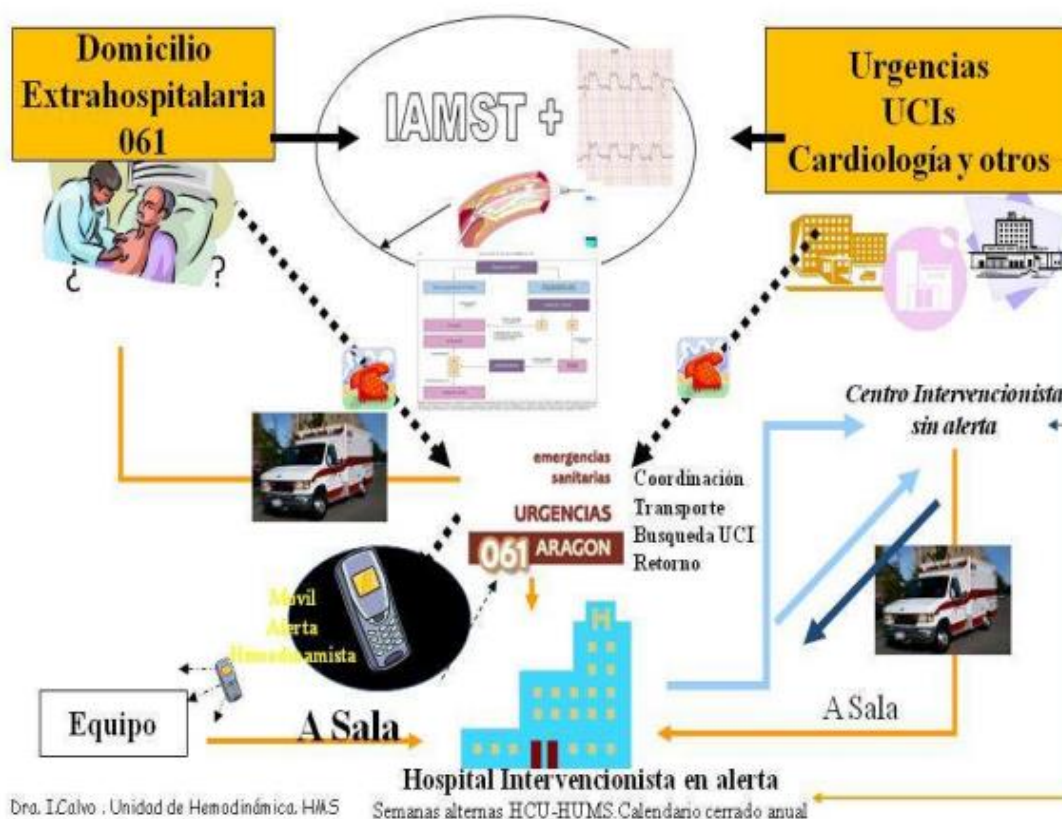 Domicilio
Extrahospitalaria
061
IAMST +
Urgencias
UCIs
Cardiología y otros
¿ ?
Centro Intervencionista
sin alerta
emergencias
sanitarias
URGENCIAS
061 ARAGON
Coordinación
Transporte
Busqueda UCI
Retorno
Movil
Alerta
Hemodinamista
H
Equipo
A Sala
A Sala
Hospital Intervencionista en alerta
Semanas alternas HCU-HUMS.Calendario cerrado anual
Dra. I.Calvo . Unidad de Hemodinámica. HMS